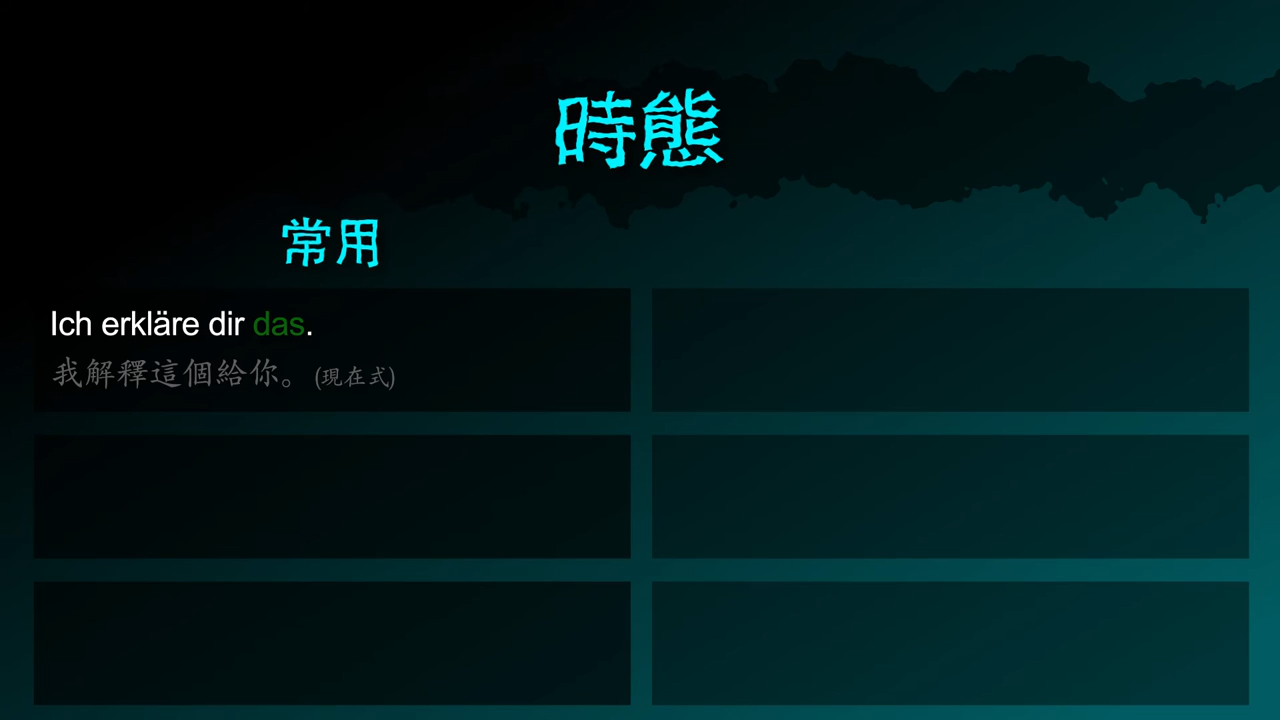 時態
常用
Ich erkläre dir das.
我解釋這個給你。(現在式)